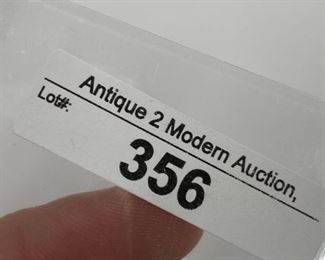 Antique 2 Modern Auction,
Lot#:
356